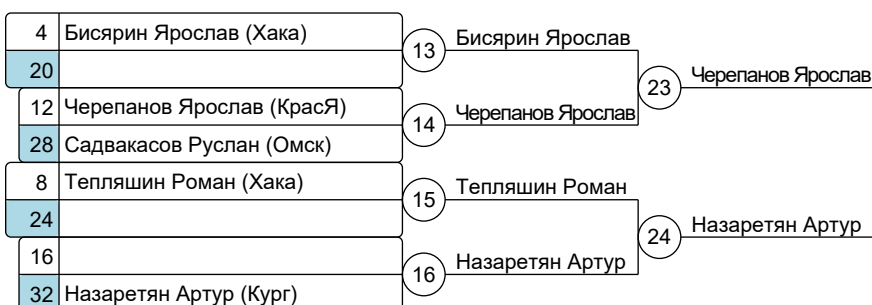 4 Бисярин Ярослав (Хака)
20
13
Бисярин Ярослав
12 Черепанов Ярослав (КрасЯ)
28 Садвакасов Руслан (Омск)
14
Черепанов Ярослав
23
Черепанов Ярослав
8 Тепляшин Роман (Хака)
24
15
Тепляшин Роман
16
32 Назаретян Артур (Кург)
16
Назаретян Артур
24
Назаретян Артур